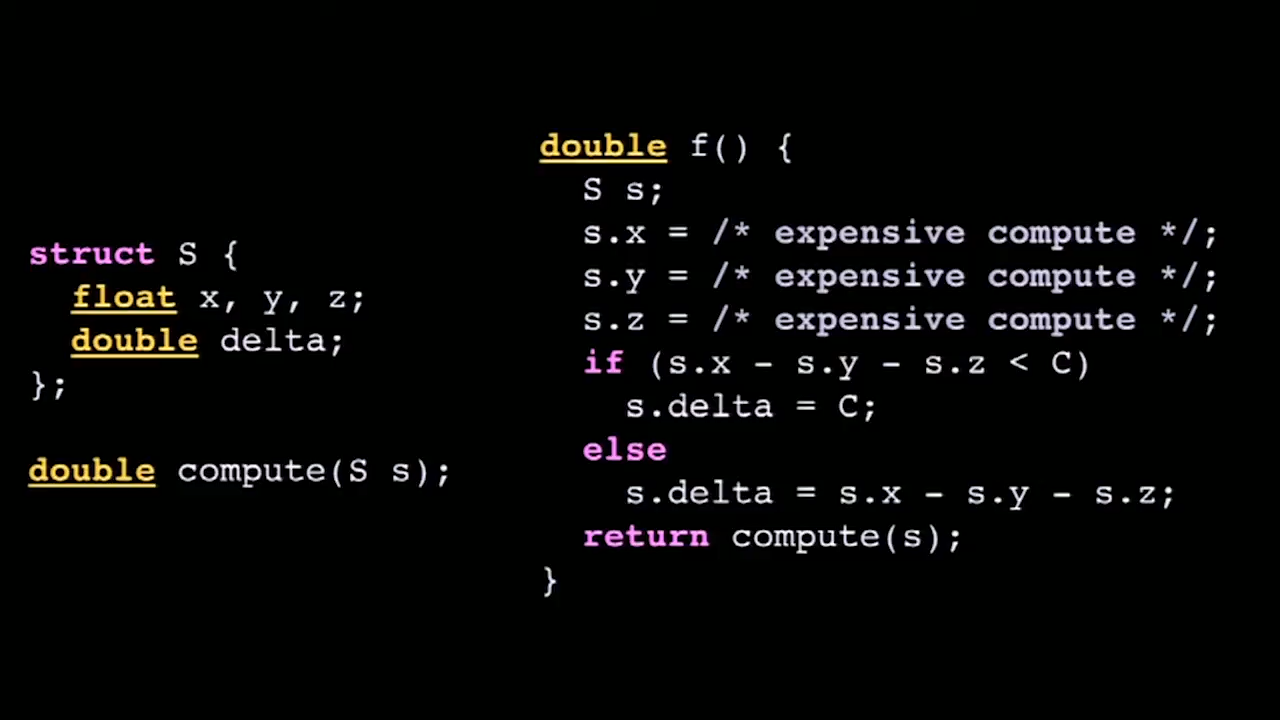 struct S {
  float x, y, z;
  double delta;
};
double compute(S s);
double f() {
  S s;
  s.x = /* expensive compute */;
  s.y = /* expensive compute */;
  s.z = /* expensive compute */;
  if (s.x - s.y - s.z < C)
    s.delta = C;
  else
    s.delta = s.x - s.y - s.z;
  return compute(s);
}